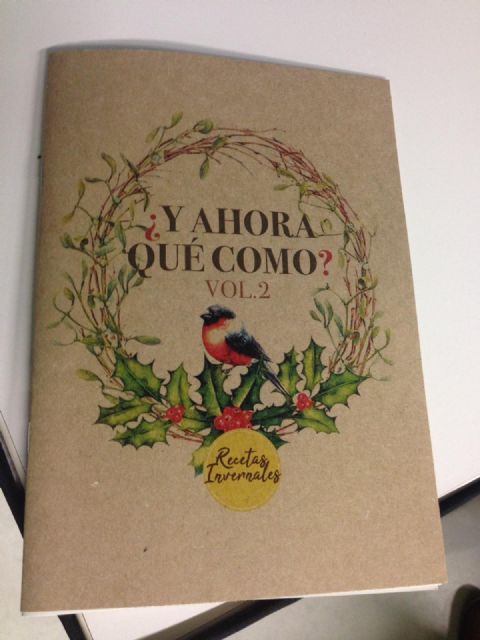 ¿Y AHORA
QUÉ COMO?
VOL.2
Recetas
Invernales